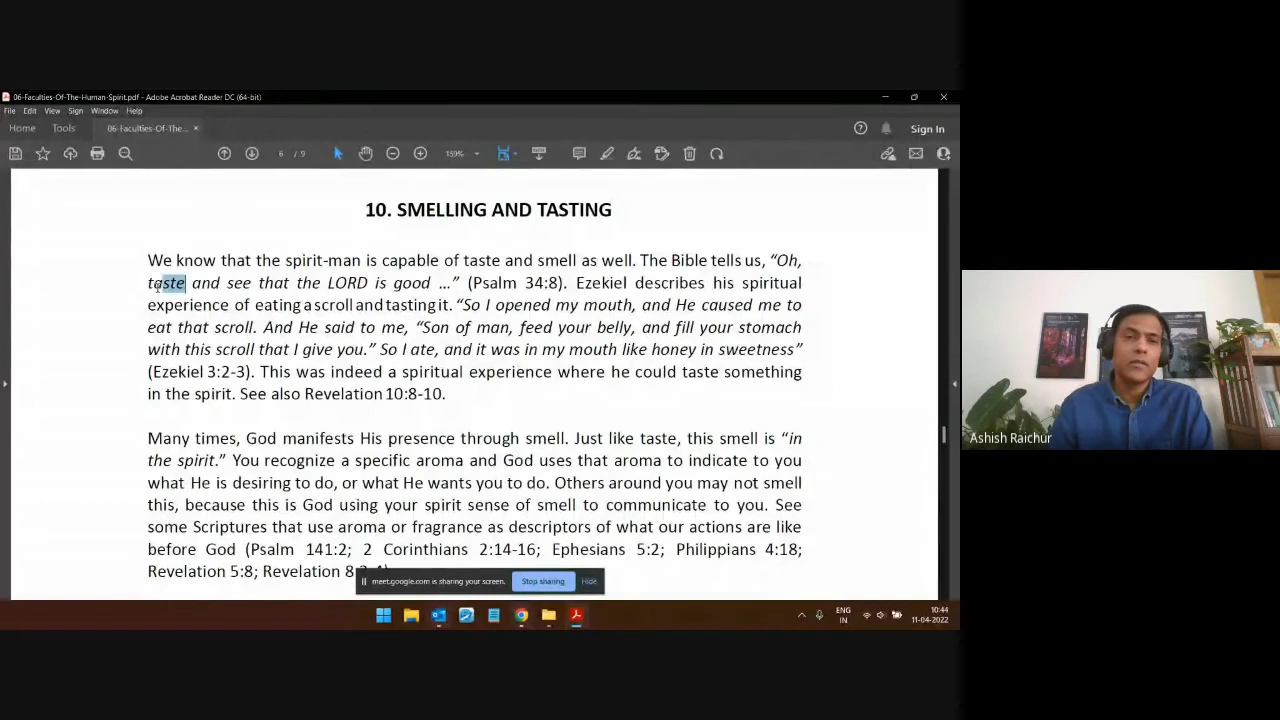 06-Faculties-Of-The-Human-Spirit.pdf - Adobe Acrobat Reader DC (64-bit)
File Edit View Sign Window Help
Home Tools 06-Faculties-Of-The... × Sign In
6 / 9 159%
10. SMELLING AND TASTING
We know that the spirit-man is capable of taste and smell as well. The Bible tells us, “Oh,
taste and see that the LORD is good …” (Psalm 34:8). Ezekiel describes his spiritual
experience of eating a scroll and tasting it. “So I opened my mouth, and He caused me to
eat that scroll. And He said to me, “Son of man, feed your belly, and fill your stomach
with this scroll that I give you.” So I ate, and it was in my mouth like honey in sweetness”
(Ezekiel 3:2-3). This was indeed a spiritual experience where he could taste something
in the spirit. See also Revelation 10:8-10.
Many times, God manifests His presence through smell. Just like taste, this smell is “in
the spirit.” You recognize a specific aroma and God uses that aroma to indicate to you
what He is desiring to do, or what He wants you to do. Others around you may not smell
this, because this is God using your spirit sense of smell to communicate to you. See
some Scriptures that use aroma or fragrance as descriptors of what our actions are like
before God (Psalm 141:2; 2 Corinthians 2:14-16; Ephesians 5:2; Philippians 4:18;
Revelation 5:8; Revelation
meet.google.com is sharing your screen. Stop sharing Hide
ENG
IN
10:44
11-04-2022
Ashish Raichur